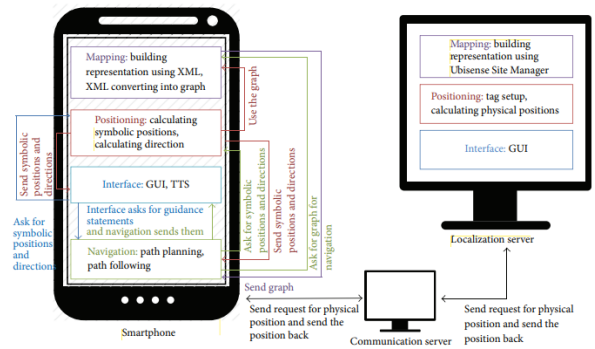 Mapping: building
representation using XML,
XML converting into graph
Positioning: calculating
symbolic positions,
calculating direction
Interface: GUI, TTS
Interface asks for guidance
statements
and navigation sends them
Navigation: path planning,
path following
Send symbolic
positions and
directions
Ask for
symbolic
positions
and
directions
Use the graph
Ask for symbolic
positions and directions
Send symbolic
positions and directions
Ask for graph for
navigation
Send graph
Smartphone
Send request for physical
position and send the
position back
Communication server
Send request for physical
position and send the
position back
Mapping: building
representation using
Ubisense Site Manager
Positioning: tag setup,
calculating physical positions
Interface: GUI
Localization server